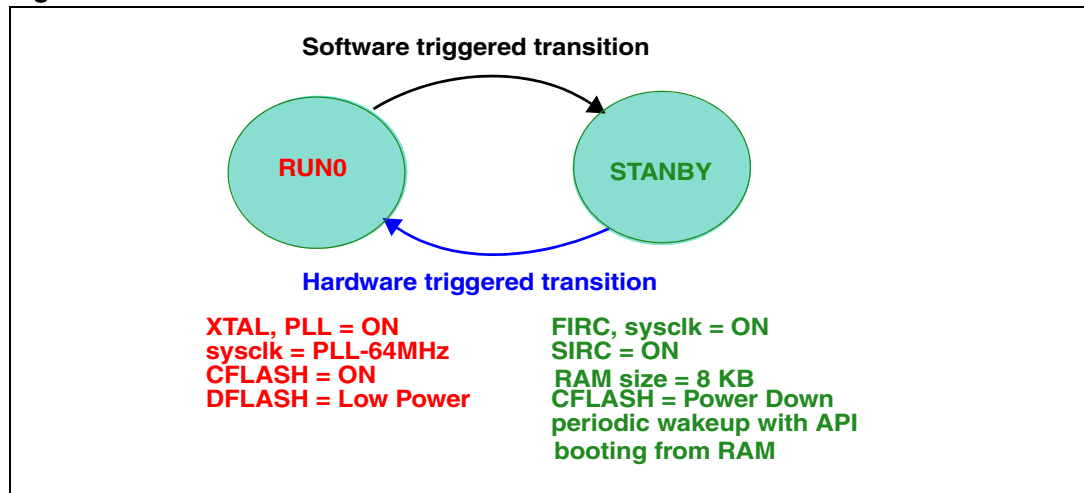 Software triggered transition
RUN0
STANBY
Hardware triggered transition
XTAL, PLL = ON
sysclk = PLL-64MHz
CFLASH = ON
DFLASH = Low Power
FIRC, sysclk = ON
SIRC = ON
RAM size = 8 KB
CFLASH = Power Down
periodic wakeup with API
booting from RAM